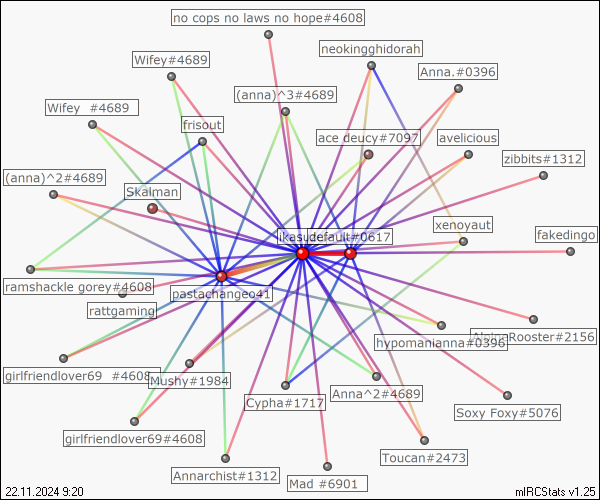 no cops no laws no hope#4608
neokingghidorah
Wifey#4689
Anna.#0396
(anna)^3#4689
Wifey  #4689
frisout
ace deucy#7097
avelicious
zibbits#1312
(anna)^2#4689
Skalman
xenoyaut
ikasudefault#0617
fakedingo
ramshackle gorey#4608
pastachangeo41
rattgaming
AlpineRooster#2156
hypomanianna#0396
girlfriendlover69  #4608
Mushy#1984
Anna^2#4689
Cypha#1717
Soxy Foxy#5076
girlfriendlover69#4608
Toucan#2473
Annarchist#1312
Mad #6901
22.11.2024 9:20
mIRCStats v1.25